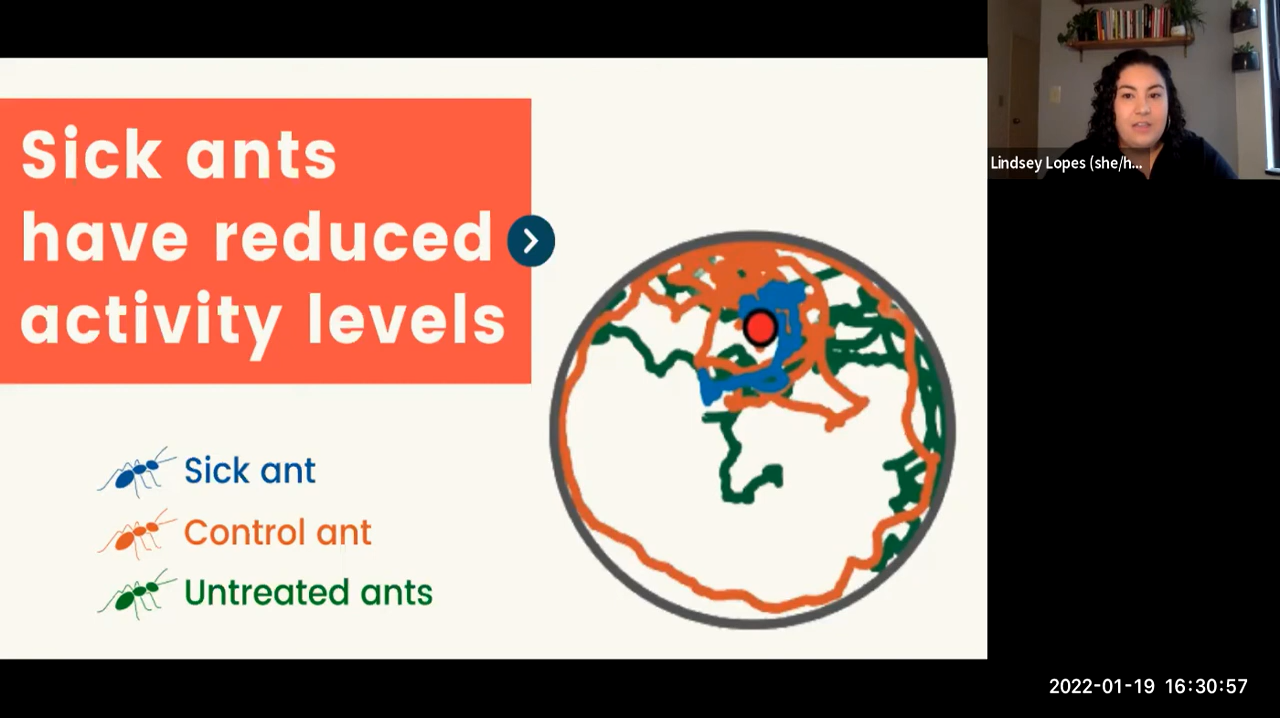 Sick ants
have reduced
activity levels
Sick ant
Control ant
Untreated ants
Lindsey Lopes (she/h...
2022-01-19 16:30:57